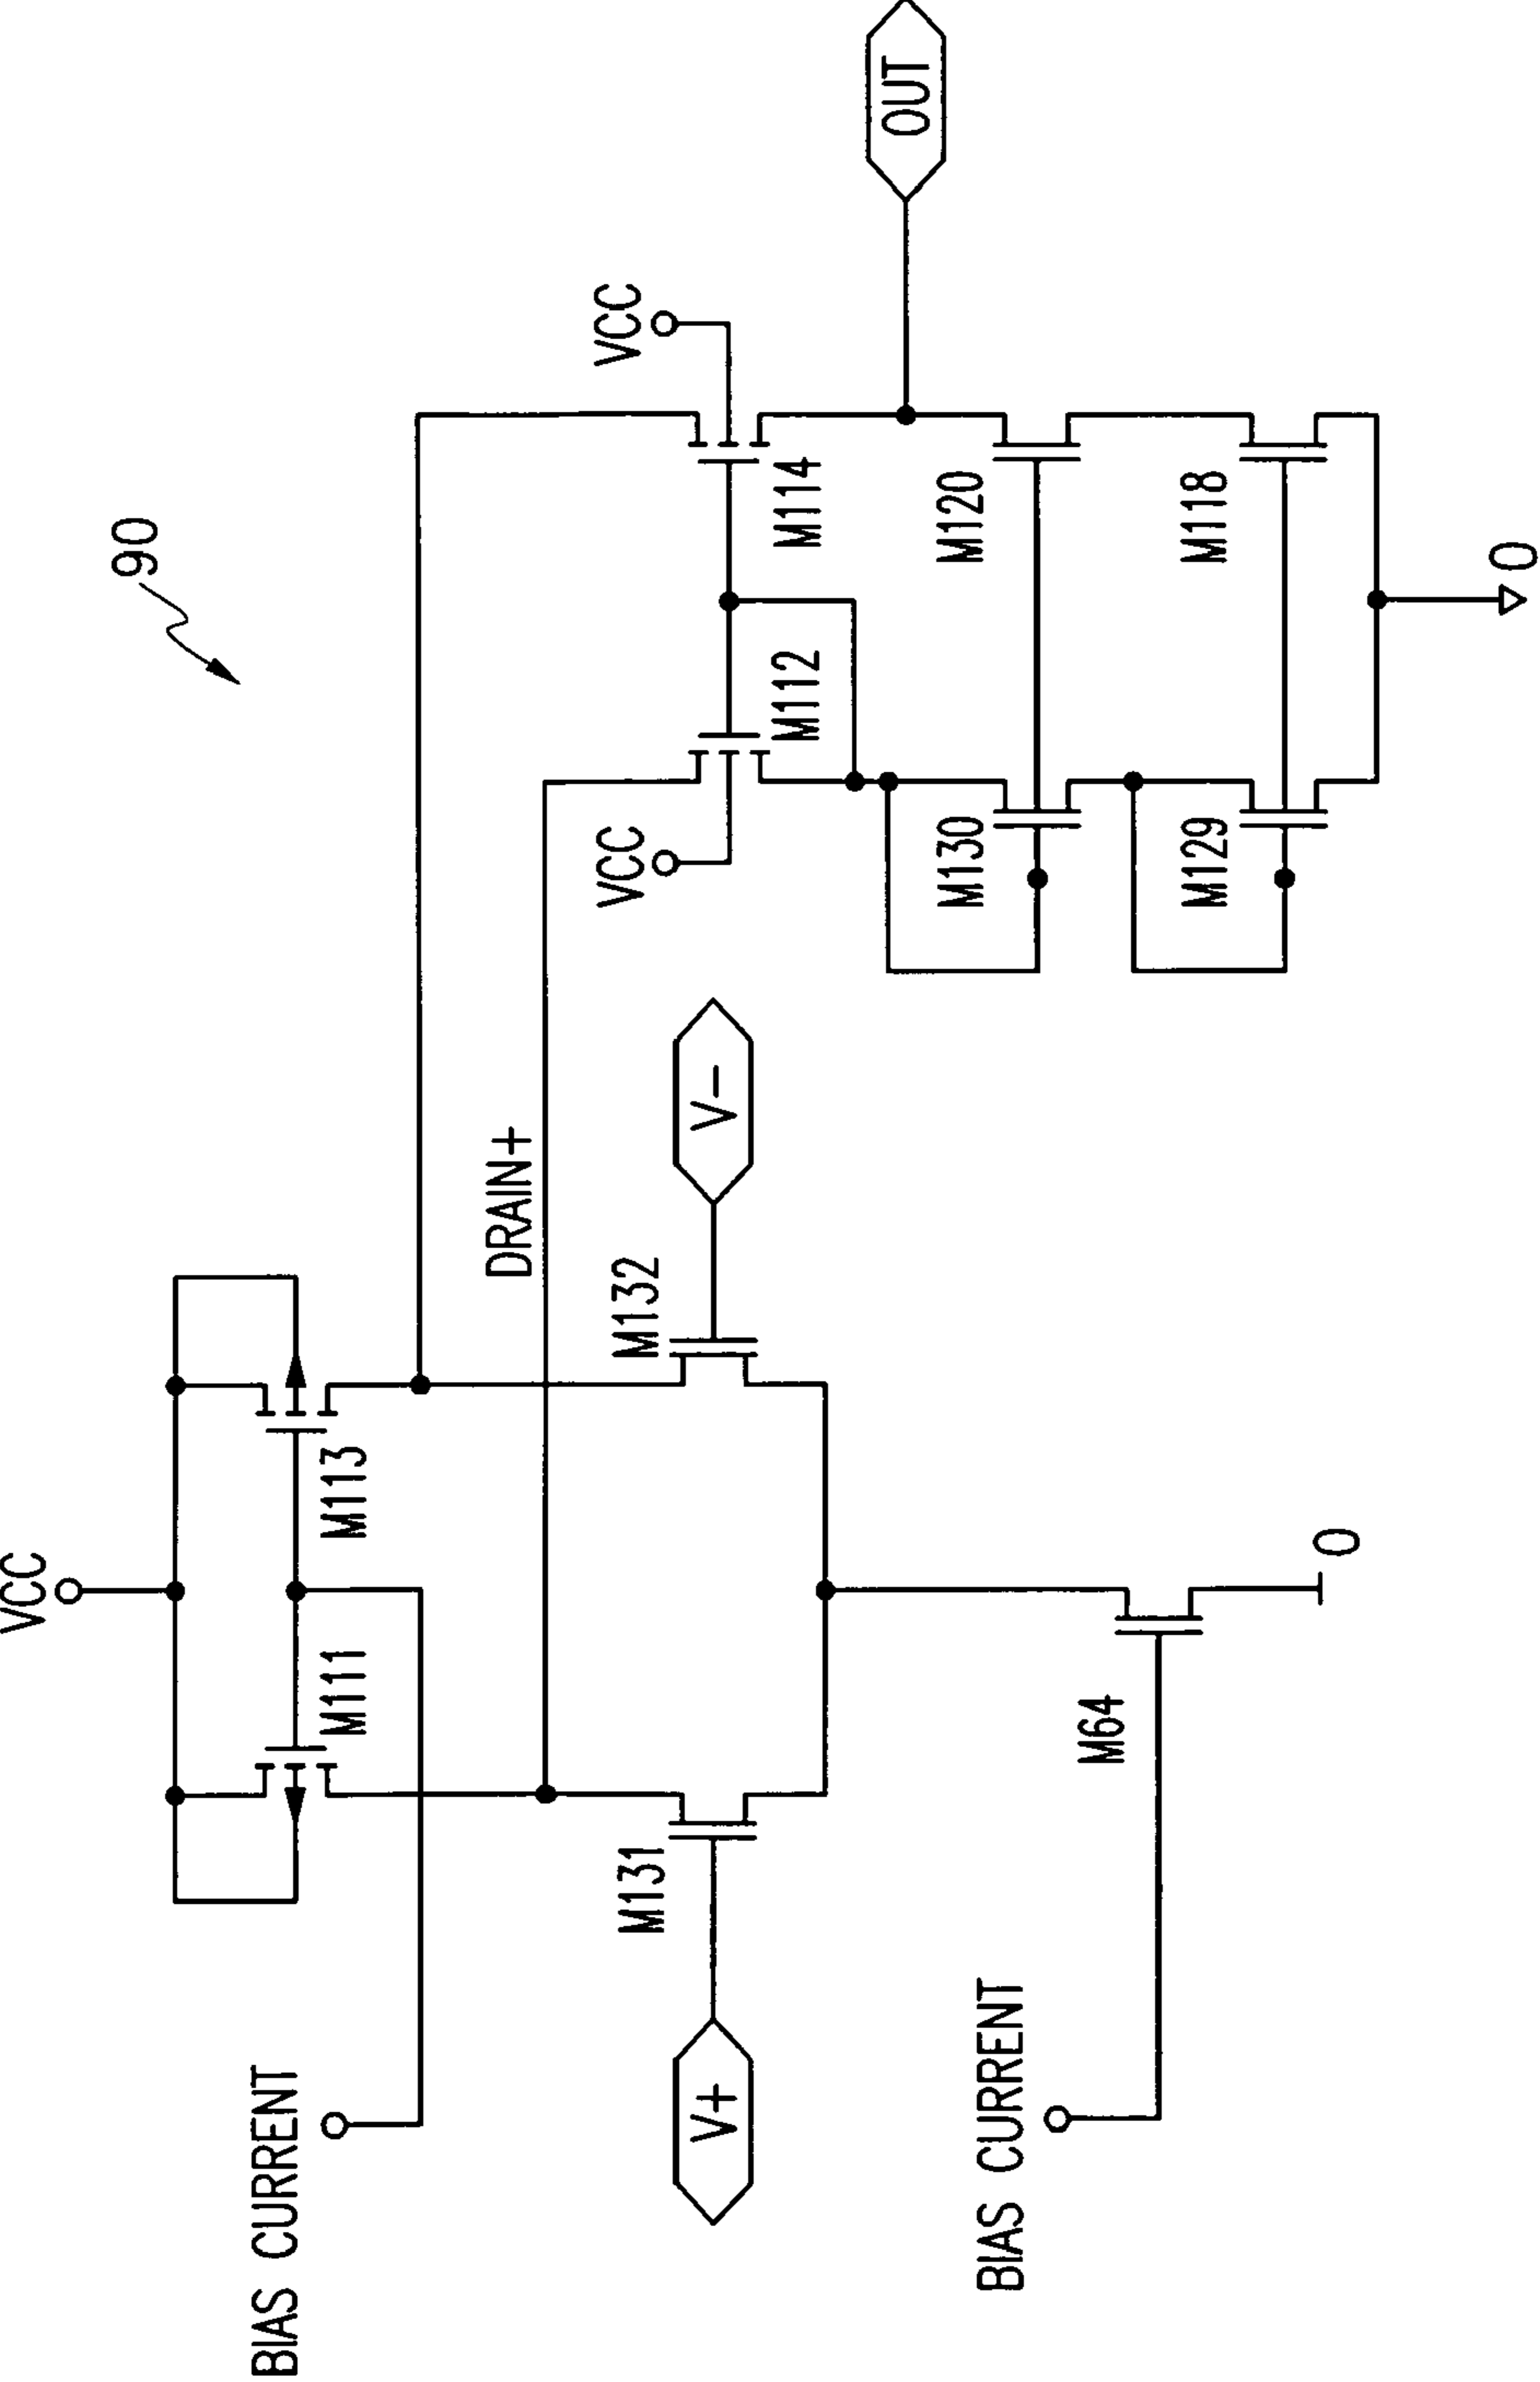 90
VCC
BIAS CURRENT
M111
M113
DRAIN+
VCC
VCC
M131
M132
V+
V-
M112
M114
OUT
M130
M120
BIAS CURRENT
M64
M129
M118
0
0